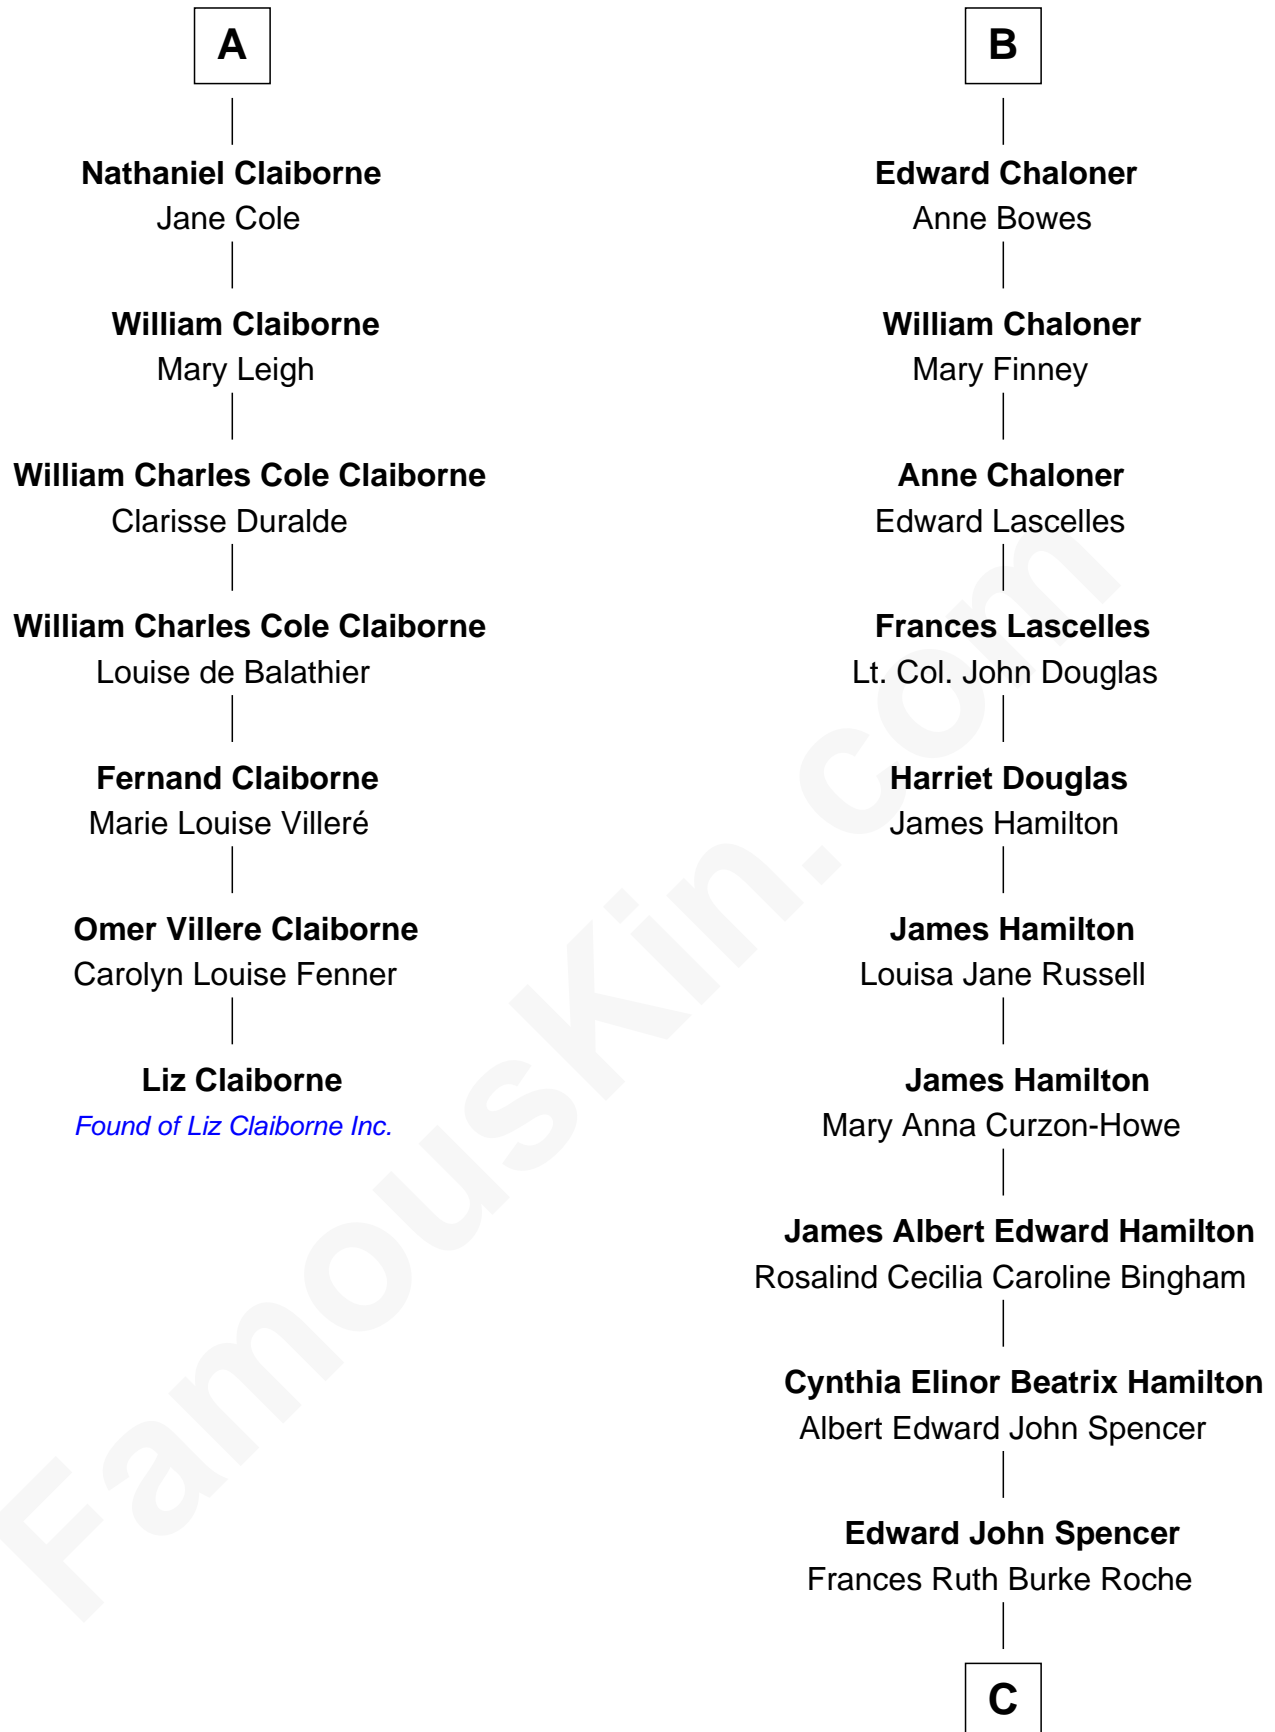 A
Nathaniel Claiborne
Jane Cole
William Claiborne
Mary Leigh
William Charles Cole Claiborne
Clarisse Duralde
William Charles Cole Claiborne
Louise de Balathier
Fernand Claiborne
Marie Louise Villeré
Omer Villere Claiborne
Carolyn Louise Fenner
Liz Claiborne
Found of Liz Claiborne Inc.
B
Edward Chaloner
Anne Bowes
William Chaloner
Mary Finney
Anne Chaloner
Edward Lascelles
Frances Lascelles
Lt. Col. John Douglas
Harriet Douglas
James Hamilton
James Hamilton
Louisa Jane Russell
James Hamilton
Mary Anna Curzon-Howe
James Albert Edward Hamilton
Rosalind Cecilia Caroline Bingham
Cynthia Elinor Beatrix Hamilton
Albert Edward John Spencer
Edward John Spencer
Frances Ruth Burke Roche
C
FamousKin.com